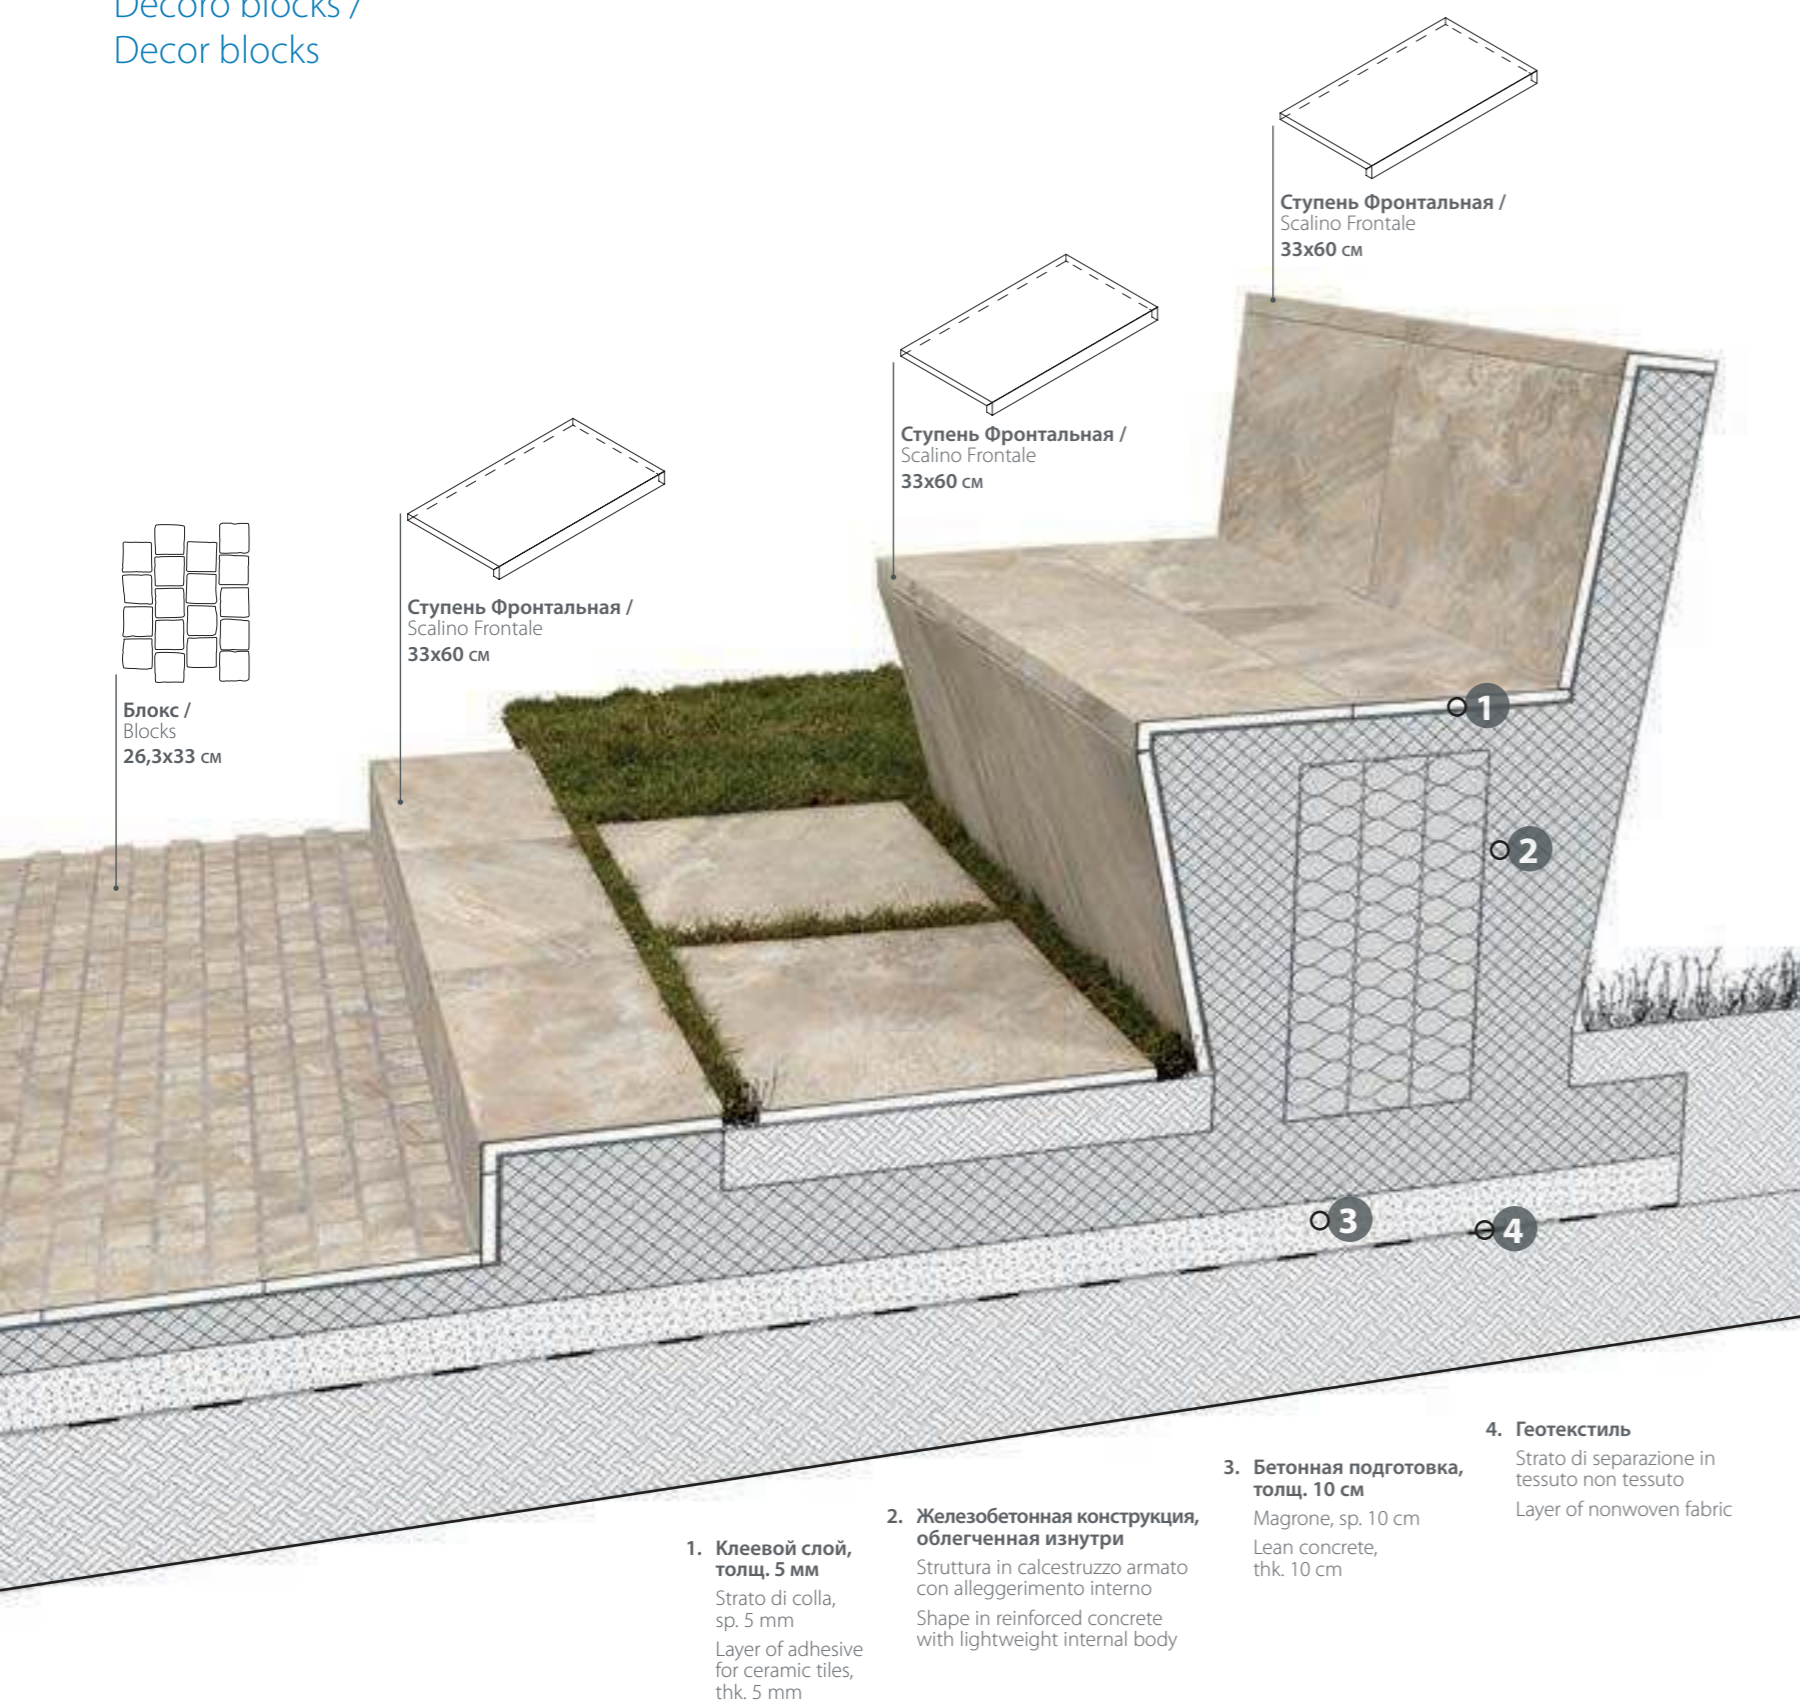 Decoro blocks /
Decor blocks
Ступень Фронтальная /
Scalino Frontale
33x60 см
Ступень Фронтальная /
Scalino Frontale
33x60 см
Ступень Фронтальная /
Scalino Frontale
33x60 см
Блокс /
Blocks
26,3x33 см
1
2
3
4
1. Клеевой слой,
толщ. 5 мм
Strato di colla,
sp. 5 mm
Layer of adhesive
for ceramic tiles,
thk. 5 mm
2. Железобетонная конструкция,
облегченная изнутри
Struttura in calcestruzzo armato
con alleggerimento interno
Shape in reinforced concrete
with lightweight internal body
3. Бетонная подготовка,
толщ. 10 см
Magrone, sp. 10 cm
Lean concrete,
thk. 10 cm
4. Геотекстиль
Strato di separazione in
tessuto non tessuto
Layer of nonwoven fabric